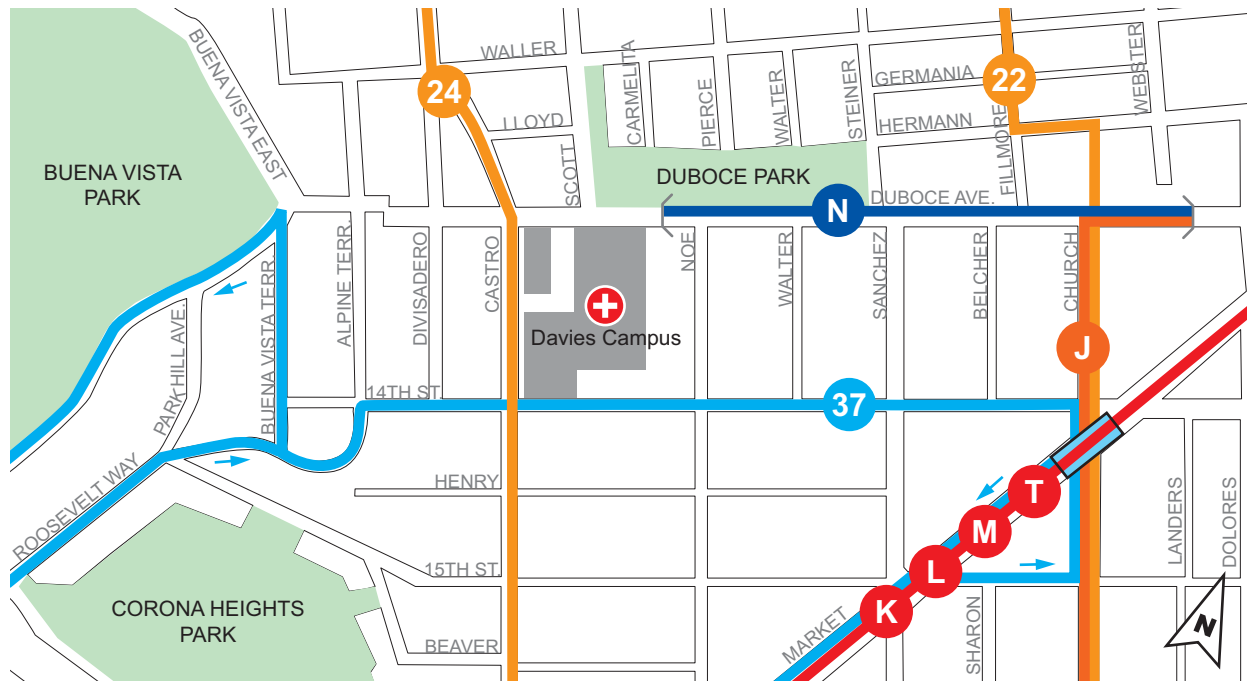 WALLER
CARMELITA
PIERCE
WALTER
STEINER
GERMANIA
22
WEBSTER
24
BUENA VISTA EAST
LLOYD
HERMANN
FILLMORE
SCOTT
BUENA VISTA
PARK
DUBOCE PARK
DUBOCE AVE.
N
BUENA VISTA TERR.
ALPINE TERR.
DIVISADERO
CASTRO
NOE
WALTER
SANCHEZ
BELCHER
CHURCH
PARK HILL AVE.
Davies Campus
J
14TH ST.
37
ROOSEVELT WAY
HENRY
T
M
L
K
15TH ST.
LANDERS
DOLORES
CORONA HEIGHTS
PARK
BEAVER
MARKET
SHARON
N